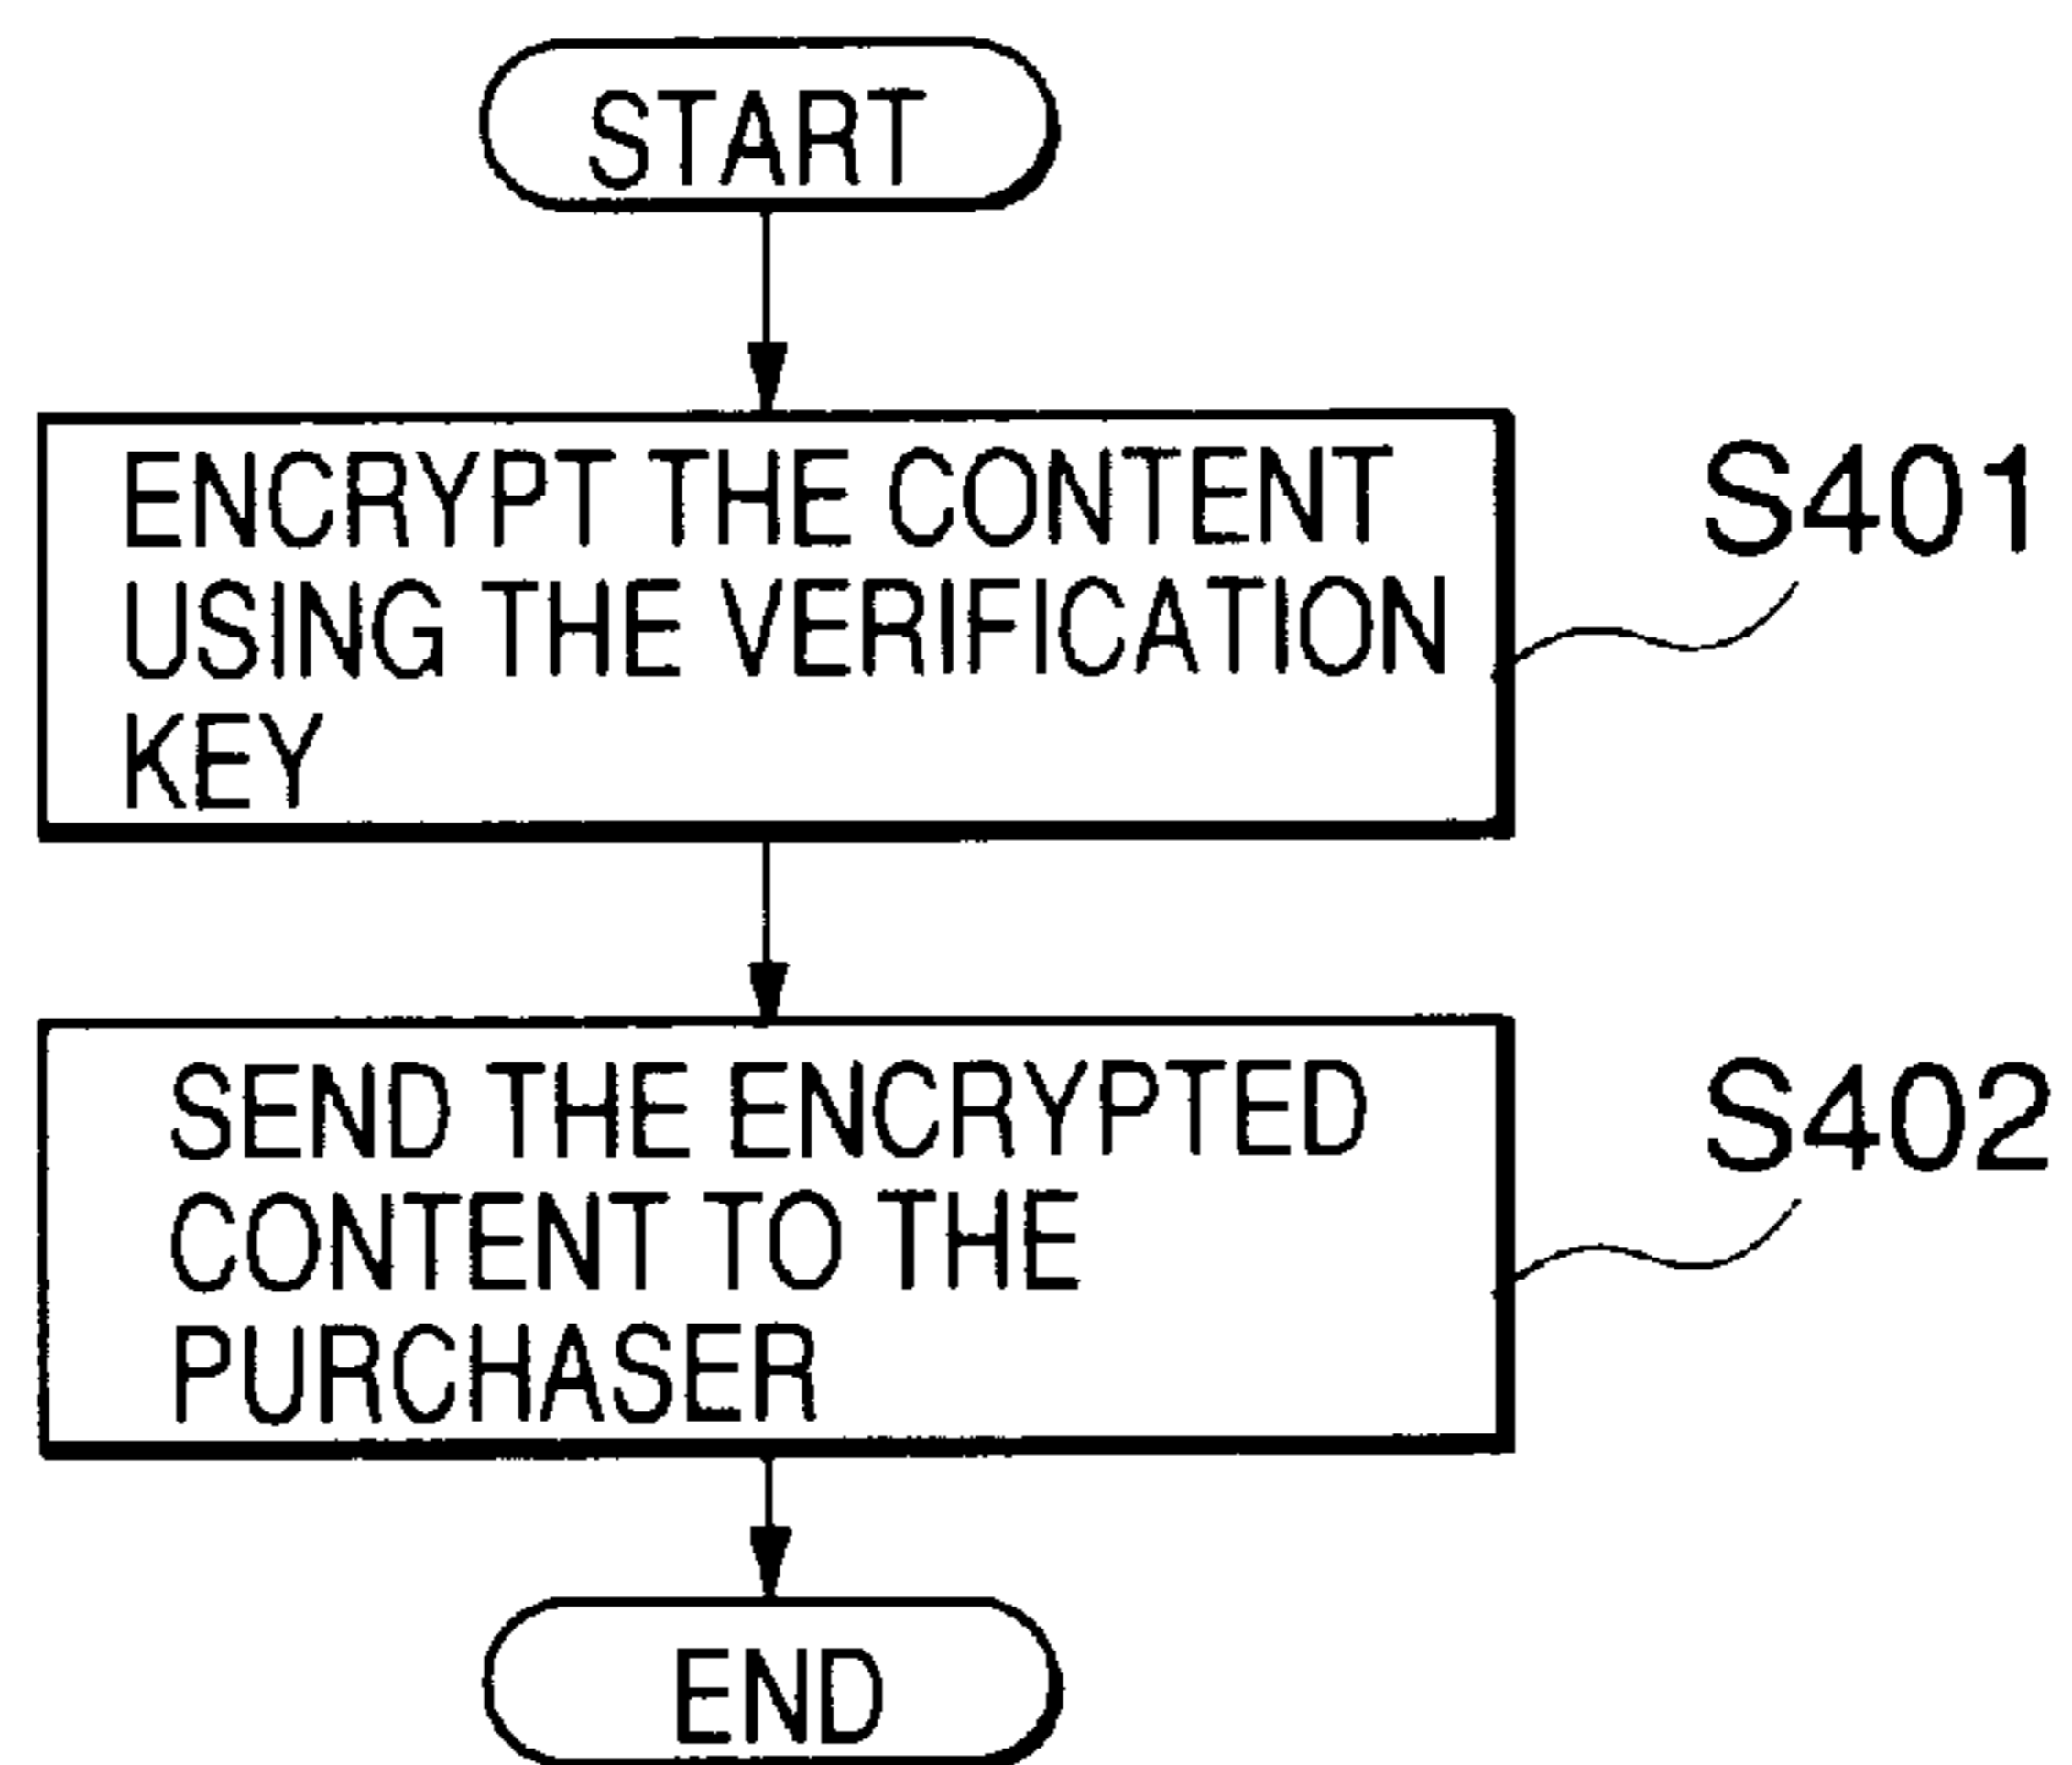 START
ENCRYPT THE CONTENT
USING THE VERIFICATION
KEY
S401
SEND THE ENCRYPTED
CONTENT TO THE
PURCHASER
S402
END